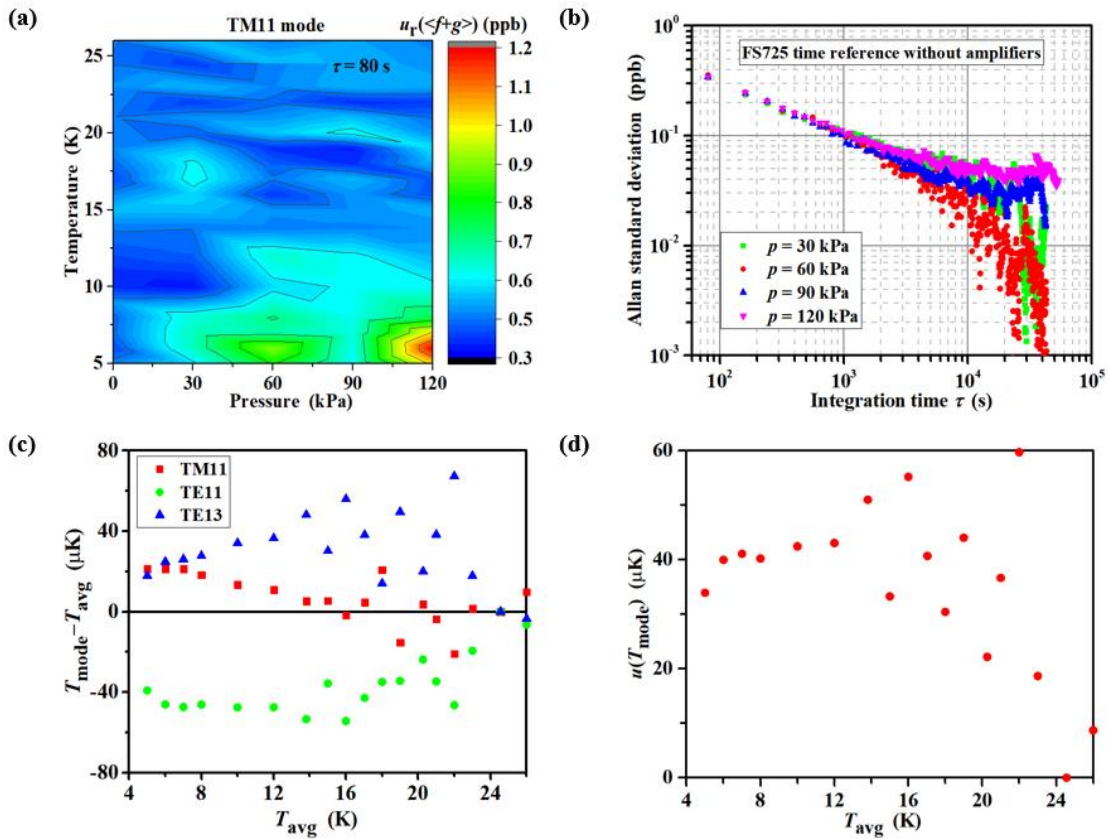 (a)
TM11 mode
u_r(<f+g>) (ppb)
τ = 80 s
Temperature (K)
25
20
15
10
5
0
30
60
90
120
Pressure (kPa)
1.2
1.1
1.0
0.9
0.8
0.7
0.6
0.5
0.4
0.3
(b)
FS725 time reference without amplifiers
Allan standard deviation (ppb)
10^0
10^-1
10^-2
10^-3
p = 30 kPa
p = 60 kPa
p = 90 kPa
p = 120 kPa
10^2
10^3
10^4
10^5
Integration time τ (s)
(c)
TM11
TE11
TE13
T_mode−T_avg (μK)
80
40
0
-40
-80
4
8
12
16
20
24
T_avg (K)
(d)
u(T_mode) (μK)
60
40
20
0
4
8
12
16
20
24
T_avg (K)